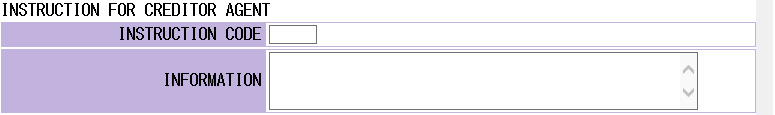 INSTRUCTION FOR CREDITOR AGENT
INSTRUCTION CODE
INFORMATION